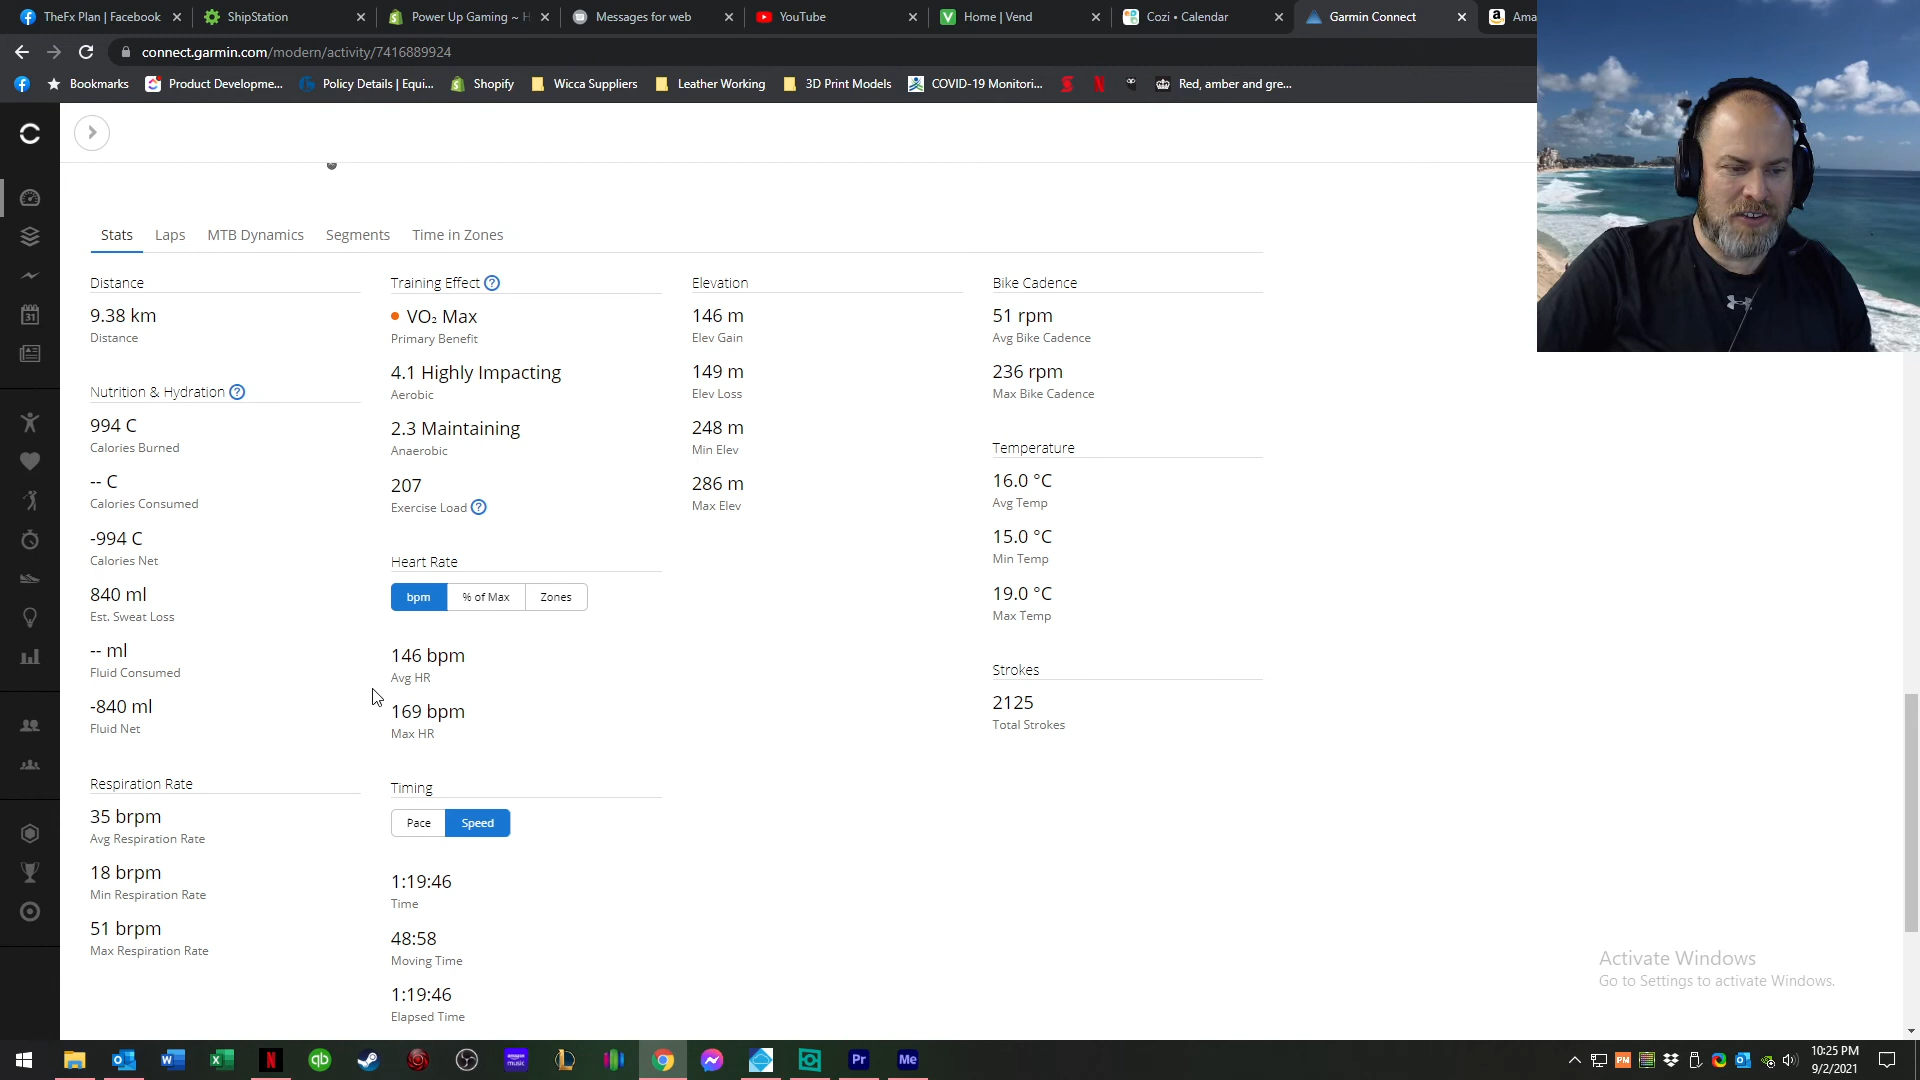 TheFx Plan | Facebook
ShipStation
Power Up Gaming ~ H
Messages for web
YouTube
Home | Vend
Cozi • Calendar
Garmin Connect
Ama
connect.garmin.com/modern/activity/7416889924
Bookmarks
Product Developme...
Policy Details | Equi...
Shopify
Wicca Suppliers
Leather Working
3D Print Models
COVID-19 Monitori...
Red, amber and gre...
Stats
Laps
MTB Dynamics
Segments
Time in Zones
Distance
9.38 km
Distance
Nutrition & Hydration ?
994 C
Calories Burned
-- C
Calories Consumed
-994 C
Calories Net
840 ml
Est. Sweat Loss
-- ml
Fluid Consumed
-840 ml
Fluid Net
Respiration Rate
35 brpm
Avg Respiration Rate
18 brpm
Min Respiration Rate
51 brpm
Max Respiration Rate
Training Effect ?
VO₂ Max
Primary Benefit
4.1 Highly Impacting
Aerobic
2.3 Maintaining
Anaerobic
207
Exercise Load ?
Heart Rate
bpm
% of Max
Zones
146 bpm
Avg HR
169 bpm
Max HR
Timing
Pace
Speed
1:19:46
Time
48:58
Moving Time
1:19:46
Elapsed Time
Elevation
146 m
Elev Gain
149 m
Elev Loss
248 m
Min Elev
286 m
Max Elev
Bike Cadence
51 rpm
Avg Bike Cadence
236 rpm
Max Bike Cadence
Temperature
16.0 °C
Avg Temp
15.0 °C
Min Temp
19.0 °C
Max Temp
Strokes
2125
Total Strokes
Activate Windows
Go to Settings to activate Windows.
31
Pr
Me
PM
10:25 PM
9/2/2021